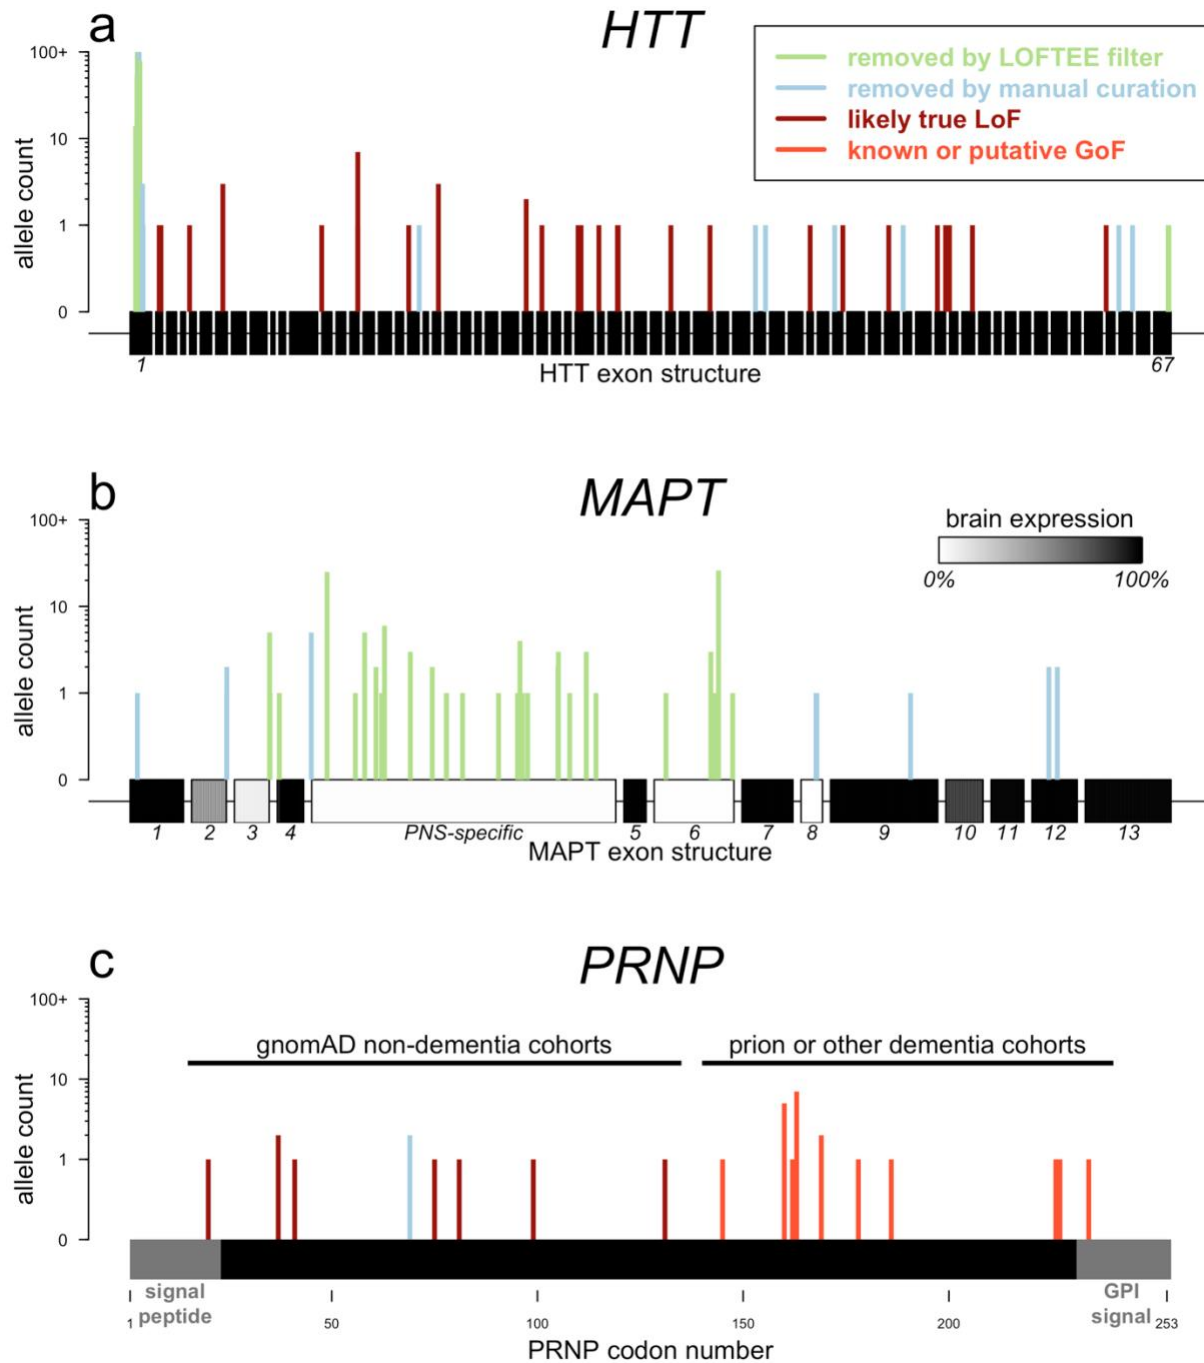 a
HTT
removed by LOFTEE filter
removed by manual curation
likely true LoF
known or putative GoF
allele count
100+
10
1
0
1
67
HTT exon structure
b
MAPT
brain expression
0%
100%
allele count
100+
10
1
0
1
2
3
4
PNS-specific
5
6
7
8
9
10
11
12
13
MAPT exon structure
c
PRNP
gnomAD non-dementia cohorts
prion or other dementia cohorts
allele count
100+
10
1
0
signal
peptide
GPI
signal
1
50
100
150
200
253
PRNP codon number